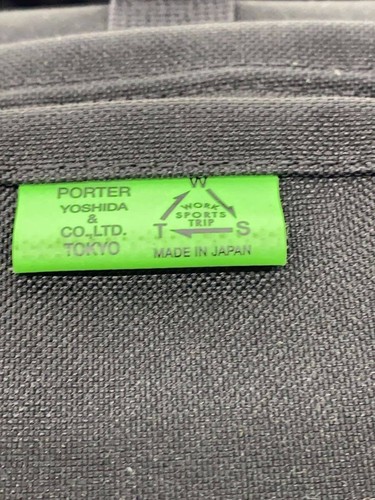 PORTER
YOSHIDA
&
CO.,LTD.
TOKYO
W
WORK
SPORTS
TRIP
T S
MADE IN JAPAN